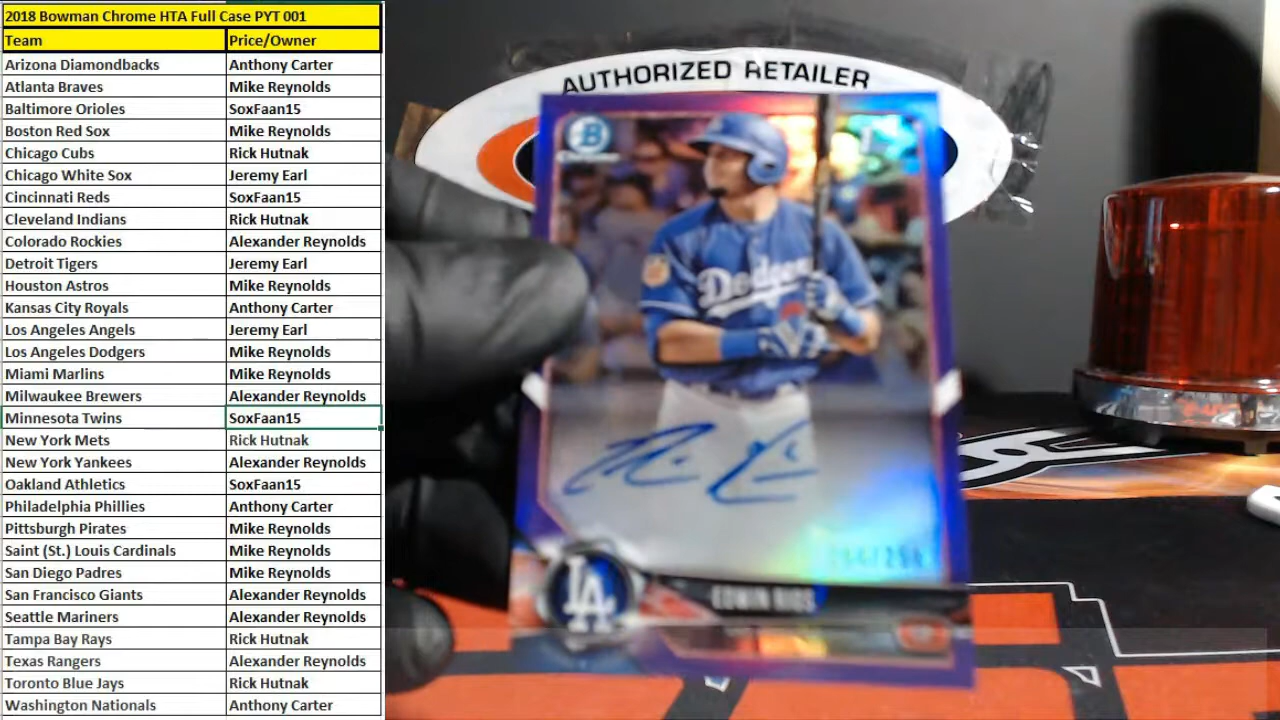 2018 Bowman Chrome HTA Full Case PYT 001
Team Price/Owner
Arizona Diamondbacks Anthony Carter
Atlanta Braves Mike Reynolds
Baltimore Orioles SoxFaan15
Boston Red Sox Mike Reynolds
Chicago Cubs Rick Hutnak
Chicago White Sox Jeremy Earl
Cincinnati Reds SoxFaan15
Cleveland Indians Rick Hutnak
Colorado Rockies Alexander Reynolds
Detroit Tigers Jeremy Earl
Houston Astros Mike Reynolds
Kansas City Royals Anthony Carter
Los Angeles Angels Jeremy Earl
Los Angeles Dodgers Mike Reynolds
Miami Marlins Mike Reynolds
Milwaukee Brewers Alexander Reynolds
Minnesota Twins SoxFaan15
New York Mets Rick Hutnak
New York Yankees Alexander Reynolds
Oakland Athletics SoxFaan15
Philadelphia Phillies Anthony Carter
Pittsburgh Pirates Mike Reynolds
Saint (St.) Louis Cardinals Mike Reynolds
San Diego Padres Mike Reynolds
San Francisco Giants Alexander Reynolds
Seattle Mariners Alexander Reynolds
Tampa Bay Rays Rick Hutnak
Texas Rangers Alexander Reynolds
Toronto Blue Jays Rick Hutnak
Washington Nationals Anthony Carter
AUTHORIZED RETAILER
B
Dodgers
LA
EDWIN RIOS